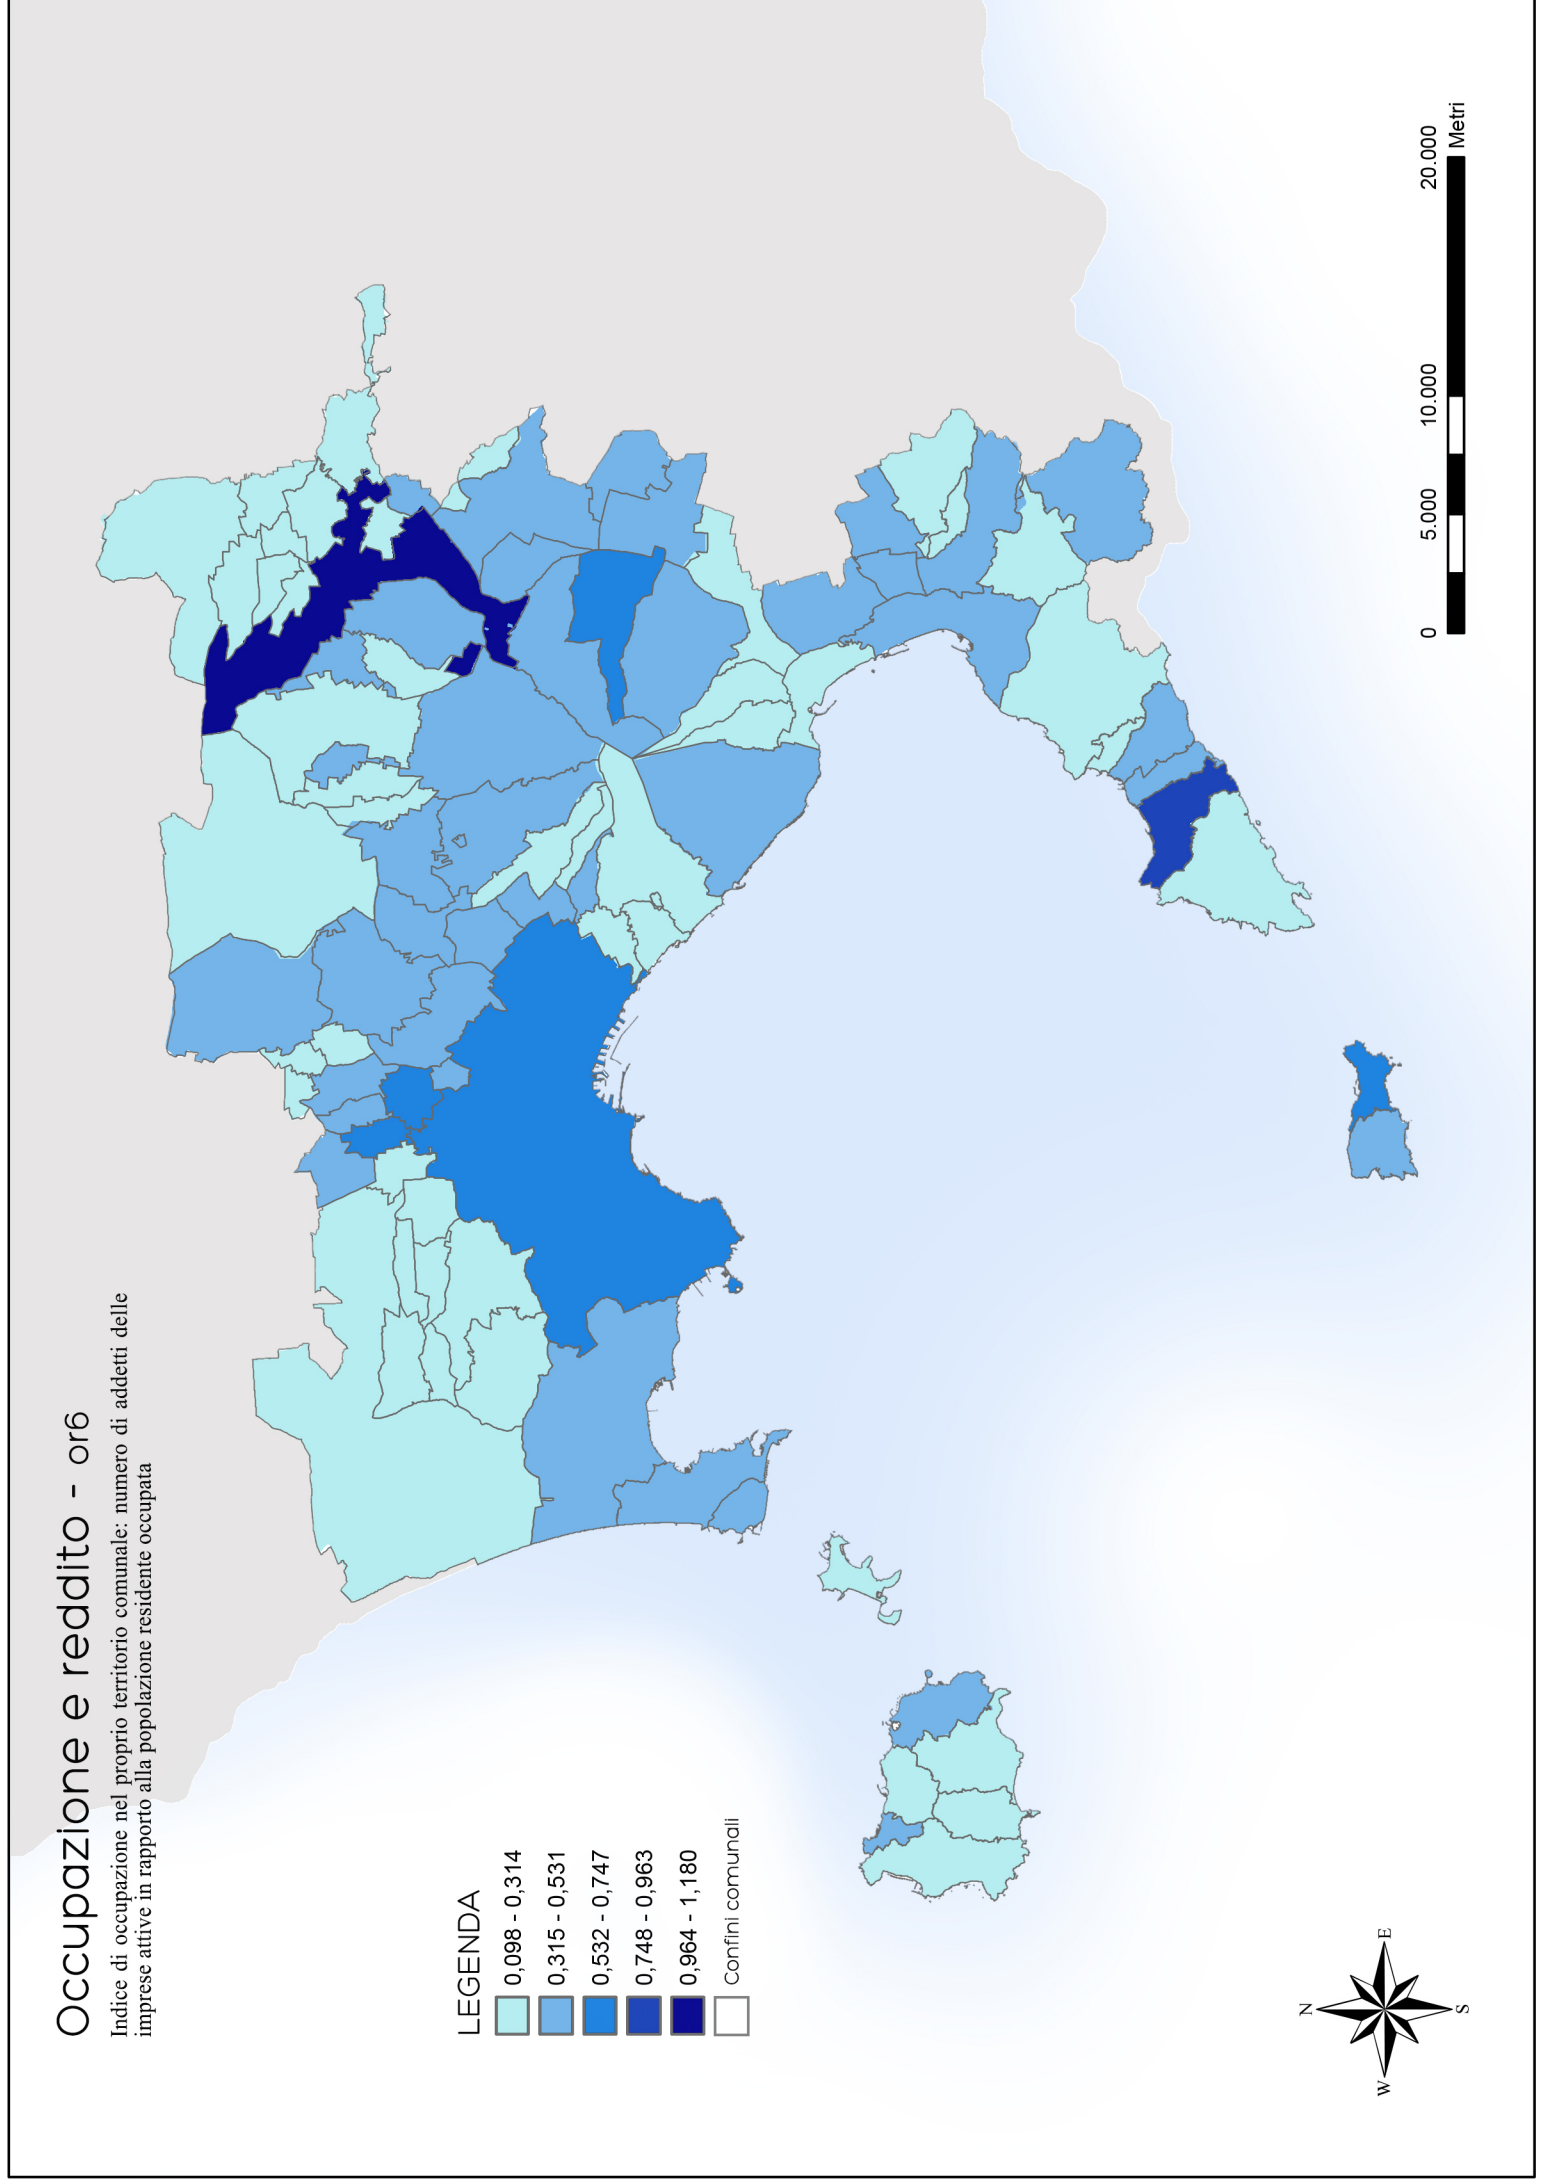 Occupazione e reddito - or6
Indice di occupazione nel proprio territorio comunale: numero di addetti delle
imprese attive in rapporto alla popolazione residente occupata
LEGENDA
0,098 - 0,314
0,315 - 0,531
0,532 - 0,747
0,748 - 0,963
0,964 - 1,180
Confini comunali
N
W E
S
0 5.000 10.000 20.000
Metri